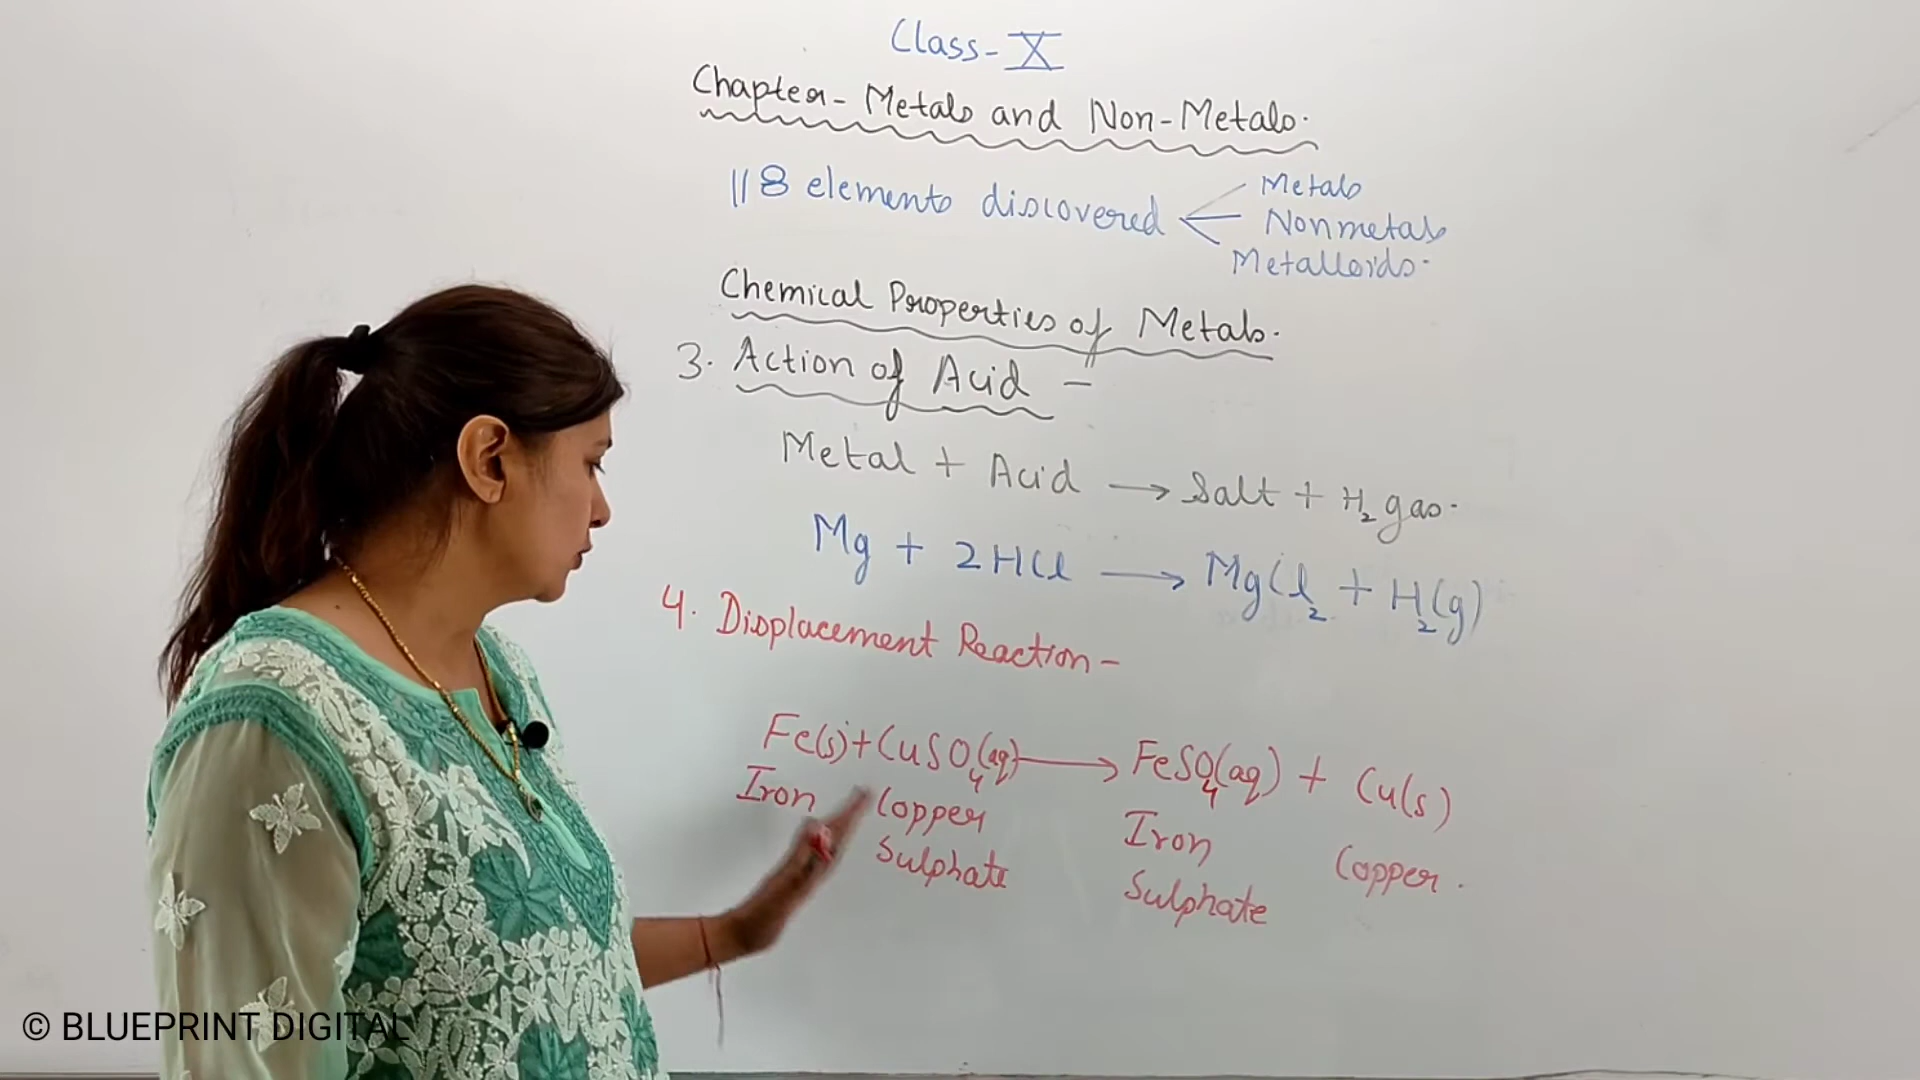 Class-X
Chapter- Metals and Non-Metals.
118 elements discovered
Metals
Nonmetals
Metalloids.
Chemical Properties of Metals.
3. Action of Acid -
Metal + Acid → Salt + H₂ gas.
Mg + 2HCl → MgCl₂ + H₂(g)
4. Displacement Reaction-
Fe(s)+CuSO₄(aq) → FeSO₄(aq) + Cu(s)
Iron Copper Iron Copper.
Sulphate Sulphate
© BLUEPRINT DIGITAL